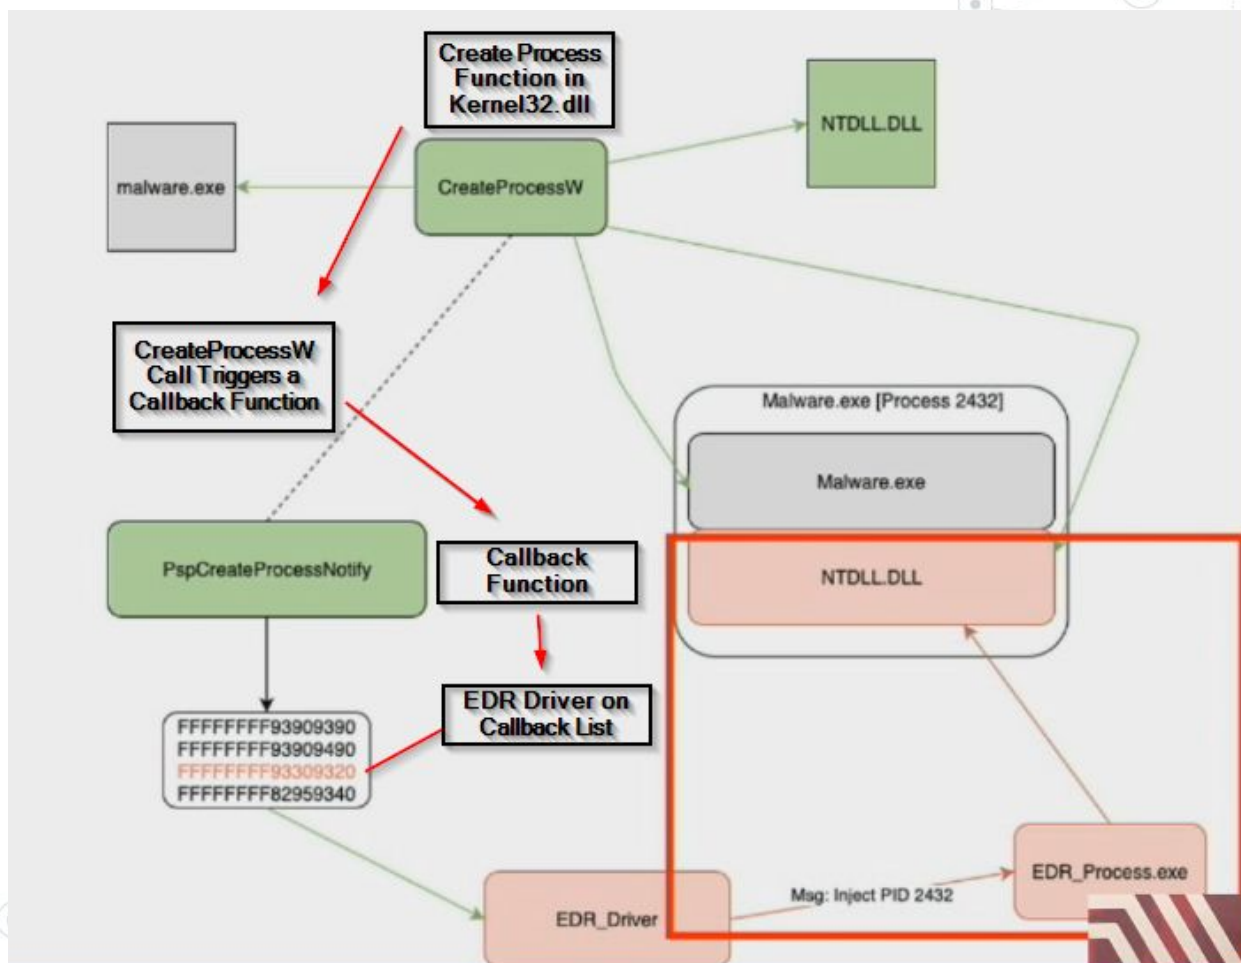 Create Process
Function in
Kernel32.dll
NTDLL.DLL
malware.exe
CreateProcessW
CreateProcessW
Call Triggers a
Callback Function
Malware.exe [Process 2432]
Malware.exe
PspCreateProcessNotify
Callback
Function
NTDLL.DLL
EDR Driver on
Callback List
FFFFFFFF93909390
FFFFFFFF93909490
FFFFFFFF93309320
FFFFFFFF82959340
EDR_Process.exe
Msg: Inject PID 2432
EDR_Driver